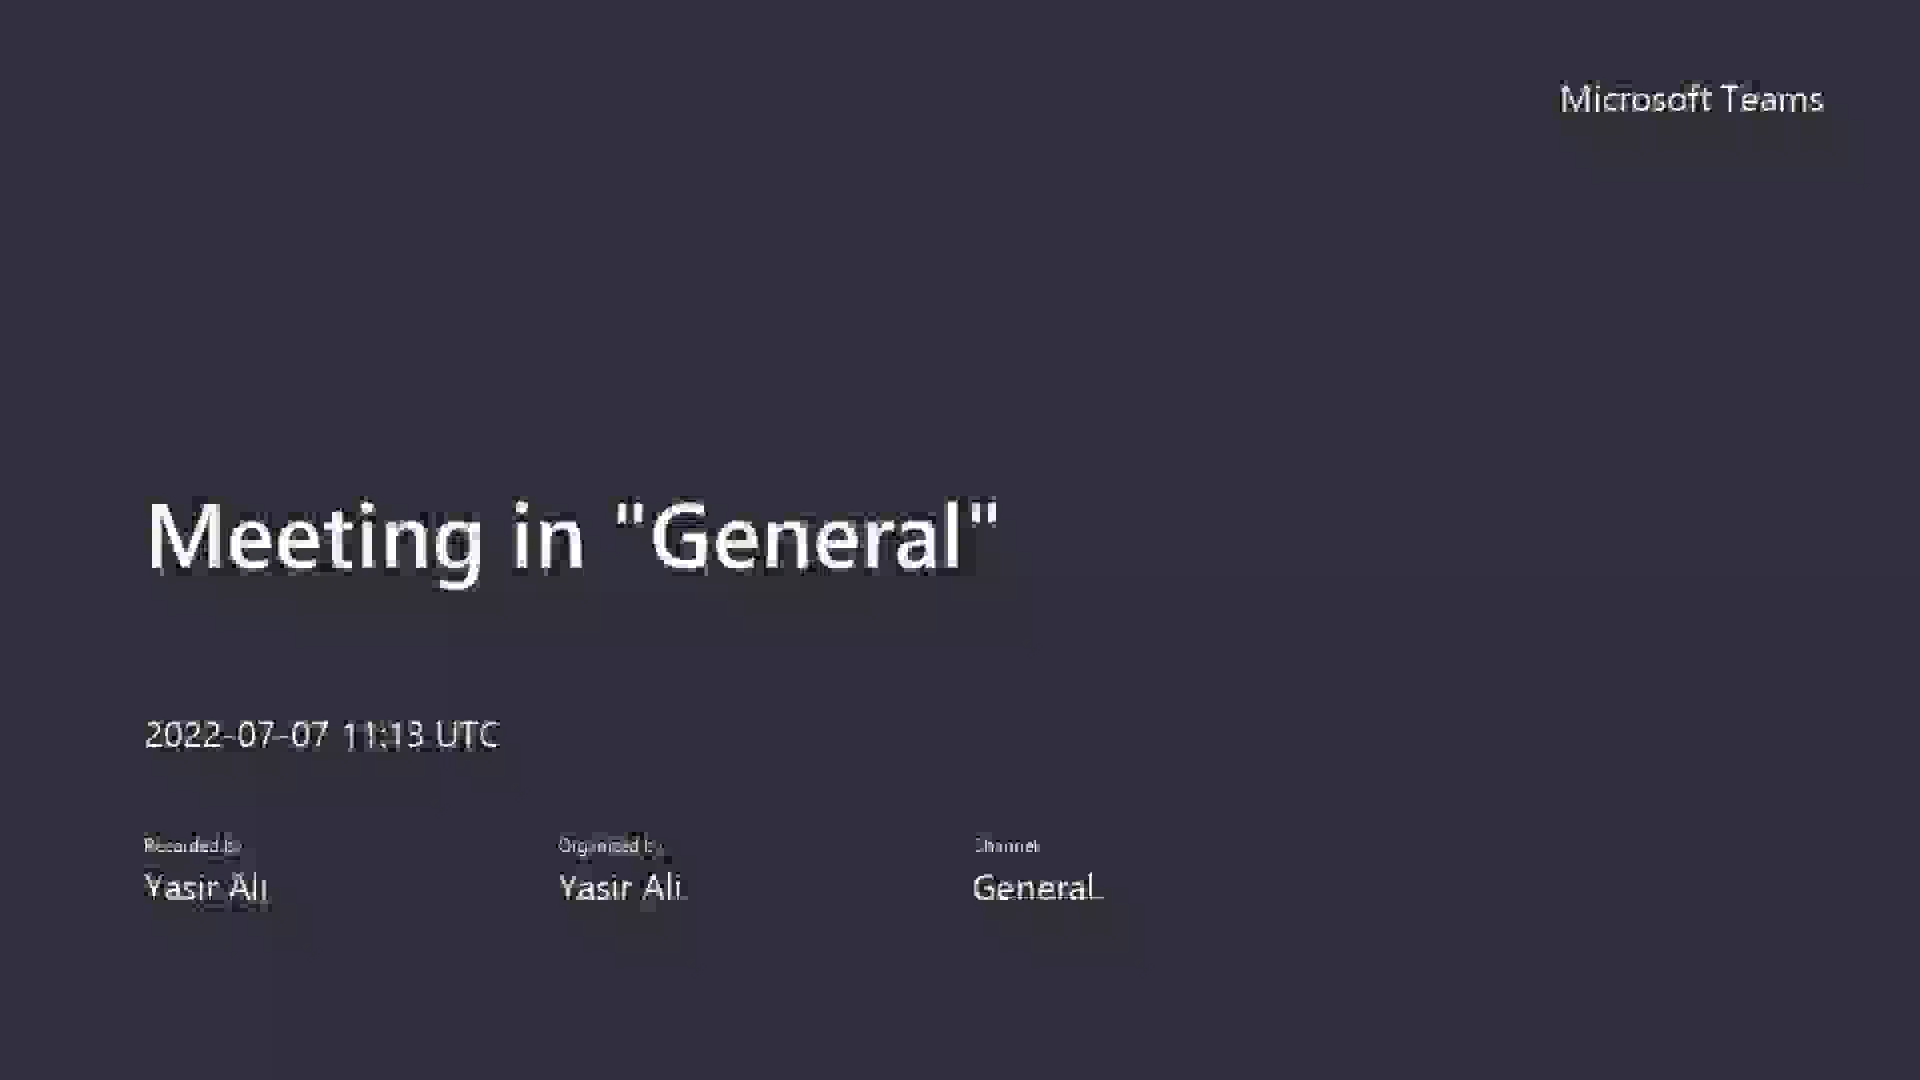 Microsoft Teams
Meeting in "General"
2022-07-07 11:13 UTC
Recorded by
Organized by
Channel
Yasir Ali
Yasir Ali
General